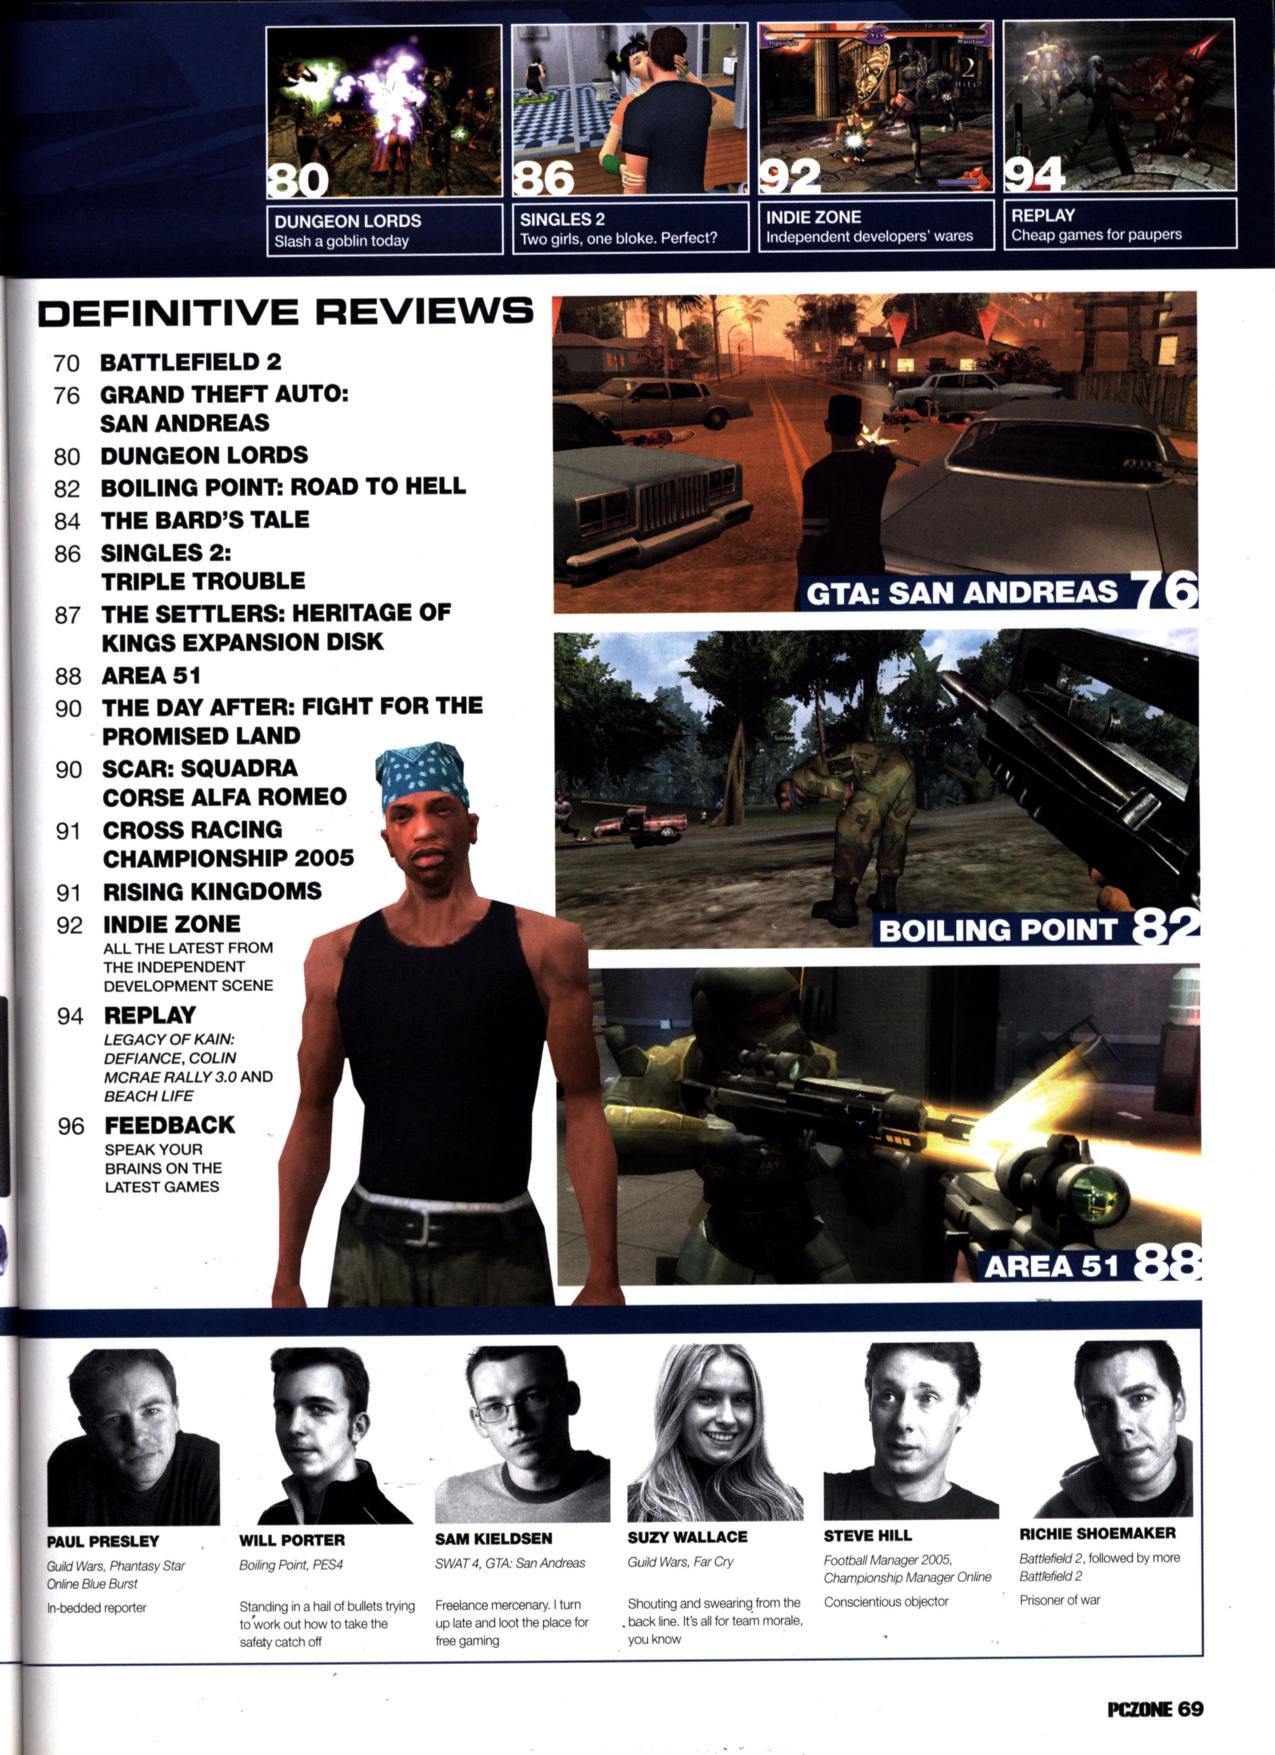 80
DUNGEON LORDS
Slash a goblin today
86
SINGLES 2
Two girls, one bloke. Perfect?
92
INDIE ZONE
Independent developers' wares
94
REPLAY
Cheap games for paupers
DEFINITIVE REVIEWS
70 BATTLEFIELD 2
76 GRAND THEFT AUTO:
SAN ANDREAS
80 DUNGEON LORDS
82 BOILING POINT: ROAD TO HELL
84 THE BARD'S TALE
86 SINGLES 2:
TRIPLE TROUBLE
87 THE SETTLERS: HERITAGE OF
KINGS EXPANSION DISK
88 AREA 51
90 THE DAY AFTER: FIGHT FOR THE
PROMISED LAND
90 SCAR: SQUADRA
CORSE ALFA ROMEO
91 CROSS RACING
CHAMPIONSHIP 2005
91 RISING KINGDOMS
92 INDIE ZONE
ALL THE LATEST FROM
THE INDEPENDENT
DEVELOPMENT SCENE
94 REPLAY
LEGACY OF KAIN:
DEFIANCE, COLIN
MCRAE RALLY 3.0 AND
BEACH LIFE
96 FEEDBACK
SPEAK YOUR
BRAINS ON THE
LATEST GAMES
GTA: SAN ANDREAS 76
Soldier
BOILING POINT 82
AREA 51 88
PAUL PRESLEY
Guild Wars, Phantasy Star
Online Blue Burst
In-bedded reporter
WILL PORTER
Boiling Point, PES4
Standing in a hail of bullets trying
to work out how to take the
safety catch off
SAM KIELDSEN
SWAT 4, GTA: San Andreas
Freelance mercenary. I turn
up late and loot the place for
free gaming
SUZY WALLACE
Guild Wars, Far Cry
Shouting and swearing from the
back line. It's all for team morale,
you know
STEVE HILL
Football Manager 2005,
Championship Manager Online
Conscientious objector
RICHIE SHOEMAKER
Battlefield 2, followed by more
Battlefield 2
Prisoner of war
PCZONE 69